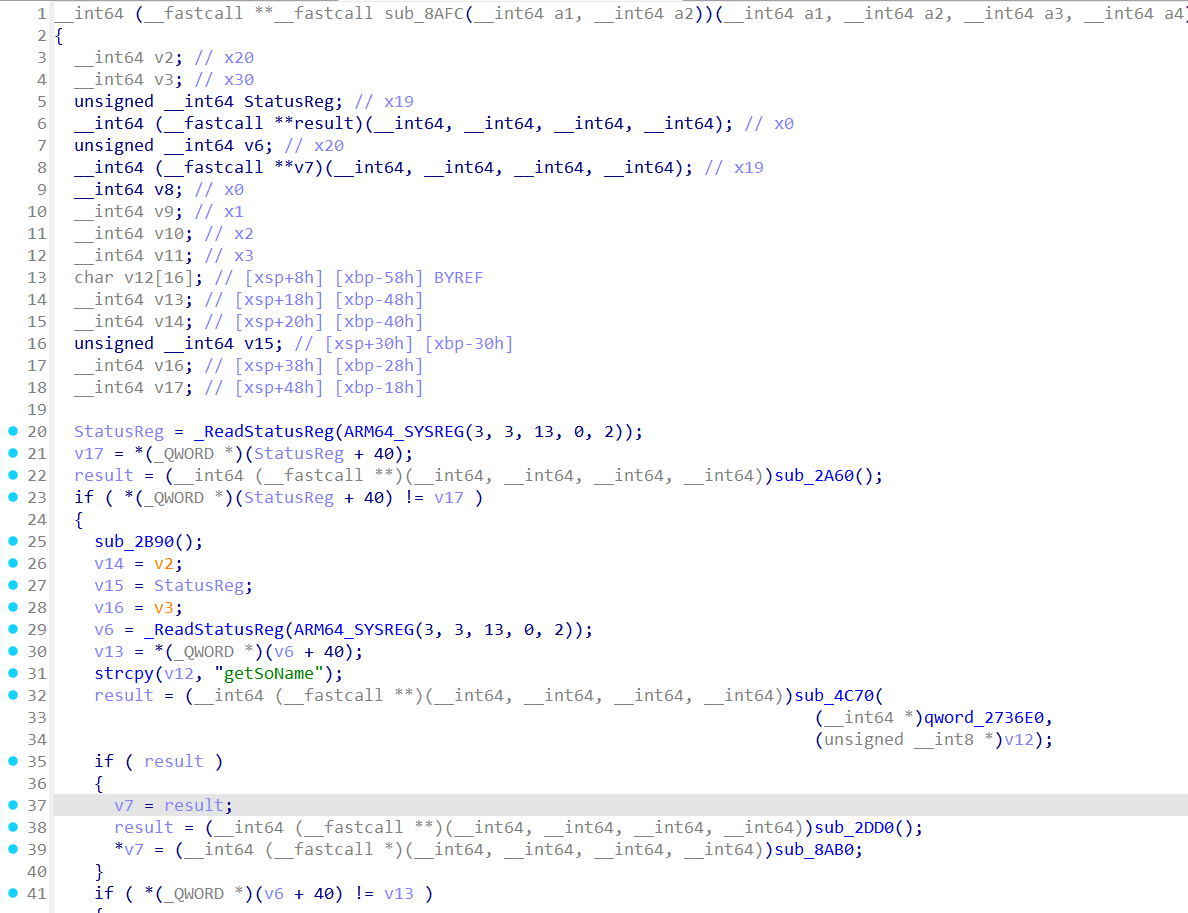 1 __int64 (__fastcall **__fastcall sub_8AFC(__int64 a1, __int64 a2))(__int64 a1, __int64 a2, __int64 a3, __int64 a4)
2 {
3 __int64 v2; // x20
4 __int64 v3; // x30
5 unsigned __int64 StatusReg; // x19
6 __int64 (__fastcall **result)(__int64, __int64, __int64, __int64); // x0
7 unsigned __int64 v6; // x20
8 __int64 (__fastcall **v7)(__int64, __int64, __int64, __int64); // x19
9 __int64 v8; // x0
10 __int64 v9; // x1
11 __int64 v10; // x2
12 __int64 v11; // x3
13 char v12[16]; // [xsp+8h] [xbp-58h] BYREF
14 __int64 v13; // [xsp+18h] [xbp-48h]
15 __int64 v14; // [xsp+20h] [xbp-40h]
16 unsigned __int64 v15; // [xsp+30h] [xbp-30h]
17 __int64 v16; // [xsp+38h] [xbp-28h]
18 __int64 v17; // [xsp+48h] [xbp-18h]
19
20 StatusReg = _ReadStatusReg(ARM64_SYSREG(3, 3, 13, 0, 2));
21 v17 = *(_QWORD *)(StatusReg + 40);
22 result = (__int64 (__fastcall **)(__int64, __int64, __int64, __int64))sub_2A60();
23 if ( *(_QWORD *)(StatusReg + 40) != v17 )
24 {
25 sub_2B90();
26 v14 = v2;
27 v15 = StatusReg;
28 v16 = v3;
29 v6 = _ReadStatusReg(ARM64_SYSREG(3, 3, 13, 0, 2));
30 v13 = *(_QWORD *)(v6 + 40);
31 strcpy(v12, "getSoName");
32 result = (__int64 (__fastcall **)(__int64, __int64, __int64, __int64))sub_4C70(
33 (__int64 *)qword_2736E0,
34 (unsigned __int8 *)v12);
35 if ( result )
36 {
37 v7 = result;
38 result = (__int64 (__fastcall **)(__int64, __int64, __int64, __int64))sub_2DD0();
39 *v7 = (__int64 (__fastcall *)(__int64, __int64, __int64, __int64))sub_8AB0;
40 }
41 if ( *(_QWORD *)(v6 + 40) != v13 )